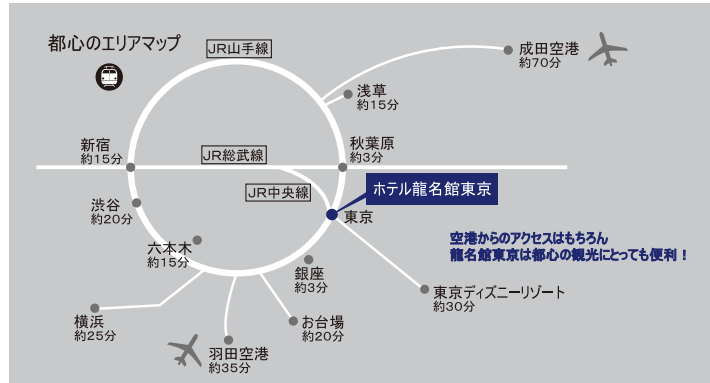 都心のエリアマップ
JR山手線
成田空港
約70分
浅草
約15分
新宿
約15分
JR総武線
秋葉原
約3分
JR中央線
ホテル龍名館東京
渋谷
約20分
東京
六本木
約15分
空港からのアクセスはもちろん
龍名館東京は都心の観光にとっても便利！
銀座
約3分
東京ディズニーリゾート
約30分
横浜
約25分
お台場
約20分
羽田空港
約35分